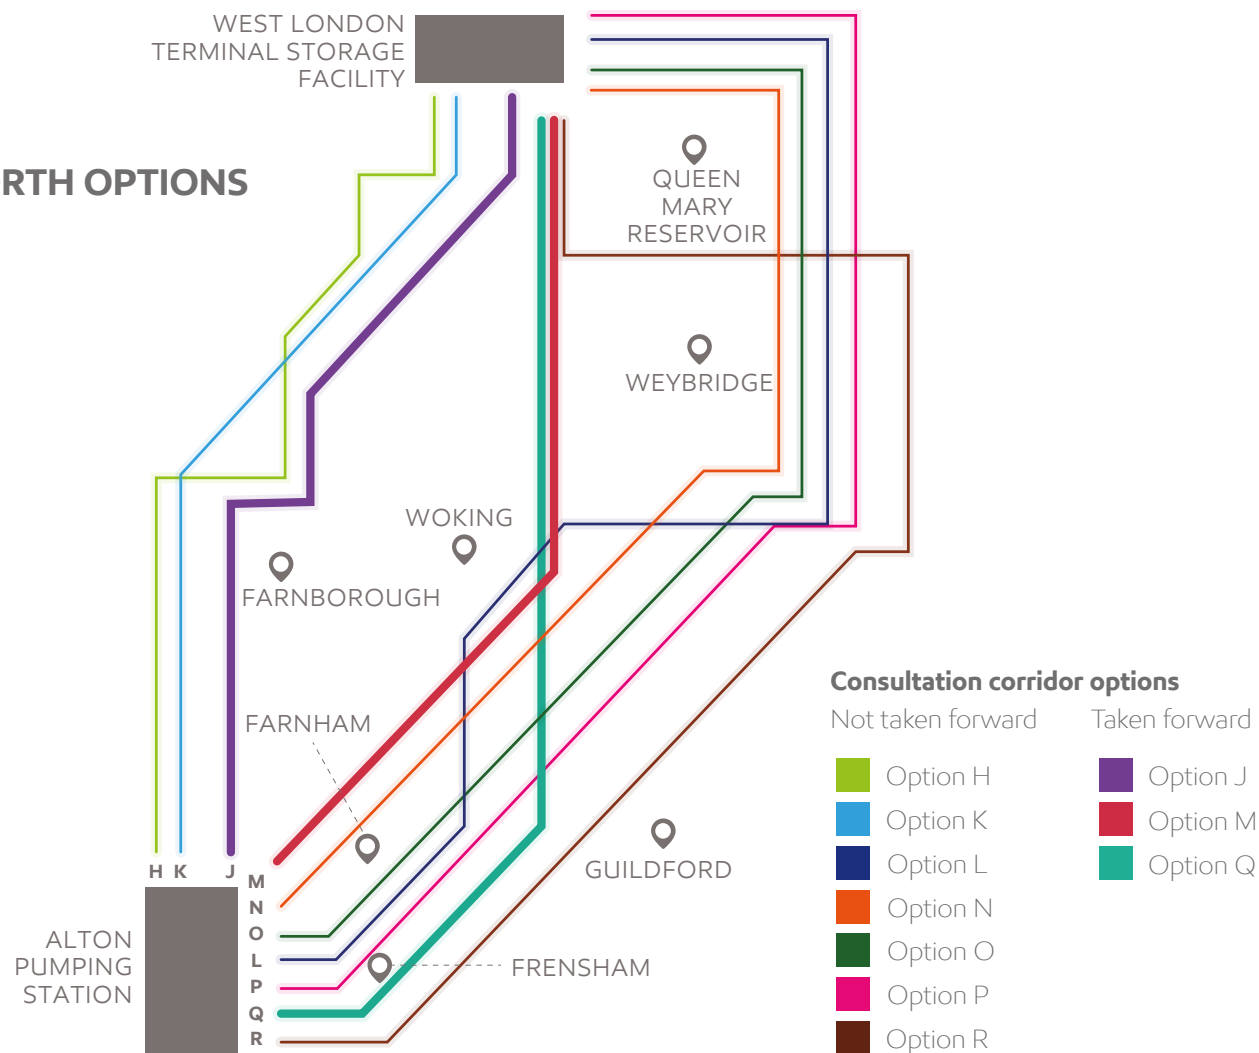 WEST LONDON
TERMINAL STORAGE
FACILITY
RTH OPTIONS
QUEEN
MARY
RESERVOIR
WEYBRIDGE
WOKING
FARNBOROUGH
FARNHAM
GUILDFORD
FRENSHAM
H K J
M
N
O
L
P
Q
R
ALTON
PUMPING
STATION
Consultation corridor options
Not taken forward
Option H
Option K
Option L
Option N
Option O
Option P
Option R
Taken forward
Option J
Option M
Option Q